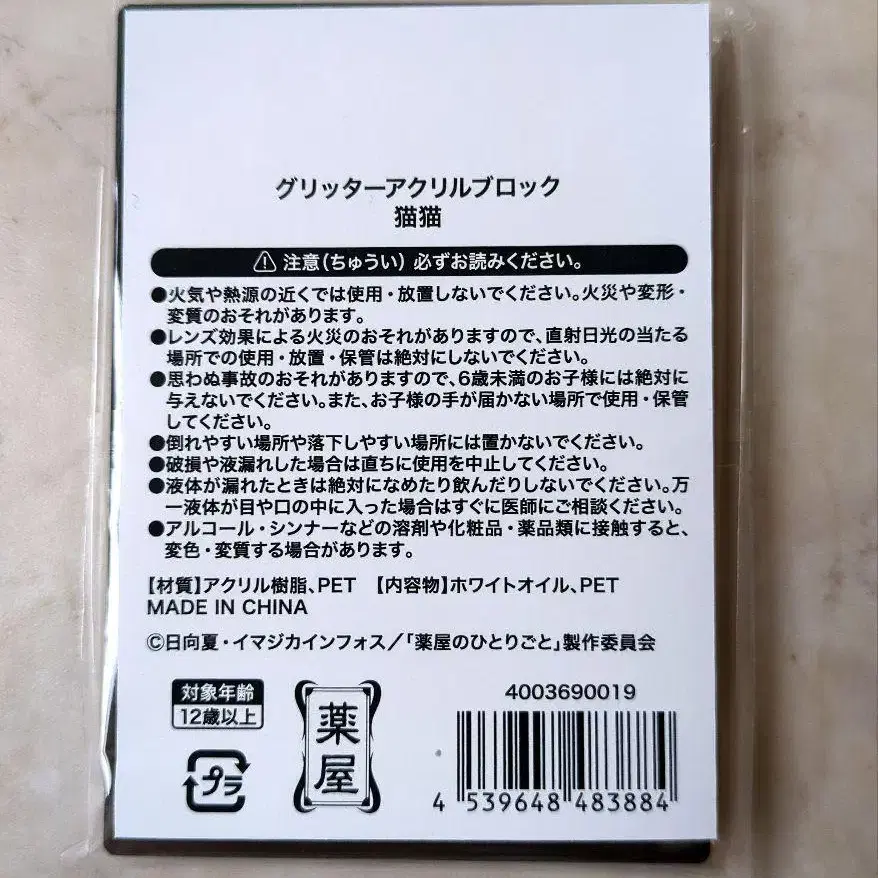 グリッターアクリルブロック
猫猫
注意(ちゅうい) 必ずお読みください。
●火気や熱源の近くでは使用・放置しないでください。火災や変形・
変質のおそれがあります。
●レンズ効果による火災のおそれがありますので、直射日光の当たる
場所での使用・放置・保管は絶対にしないでください。
●思わぬ事故のおそれがありますので、6歳未満のお子様には絶対に
与えないでください。また、お子様の手が届かない場所で使用・保管
してください。
●倒れやすい場所や落下しやすい場所には置かないでください。
●破損や液漏れした場合は直ちに使用を中止してください。
●液体が漏れたときは絶対になめたり飲んだりしないでください。万
一液体が目や口の中に入った場合はすぐに医師にご相談ください。
●アルコール・シンナーなどの溶剤や化粧品・薬品類に接触すると、
変色・変質する場合があります。
【材質】アクリル樹脂、PET 【内容物】ホワイトオイル、PET
MADE IN CHINA
©日向夏・イマジカインフォス/「薬屋のひとりごと」製作委員会
対象年齢
12歳以上
プラ
薬屋
4003690019
4 539648 483884